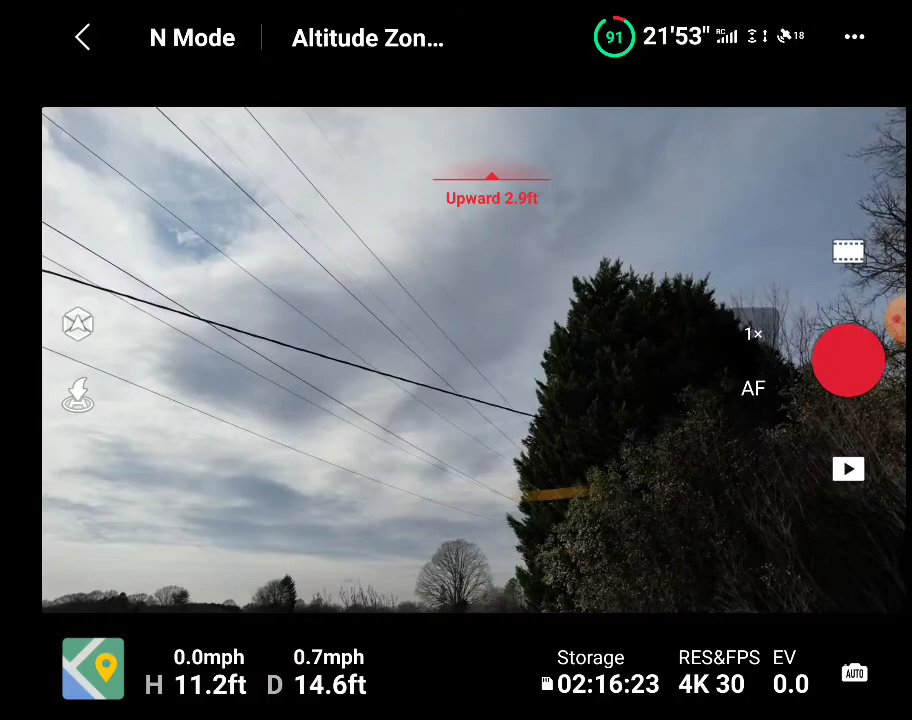 N Mode
Altitude Zon...
91
21'53"
RC
18
Upward 2.9ft
1×
AF
0.0mph
0.7mph
H 11.2ft
D 14.6ft
Storage
RES&FPS
EV
02:16:23
4K 30
0.0
AUTO